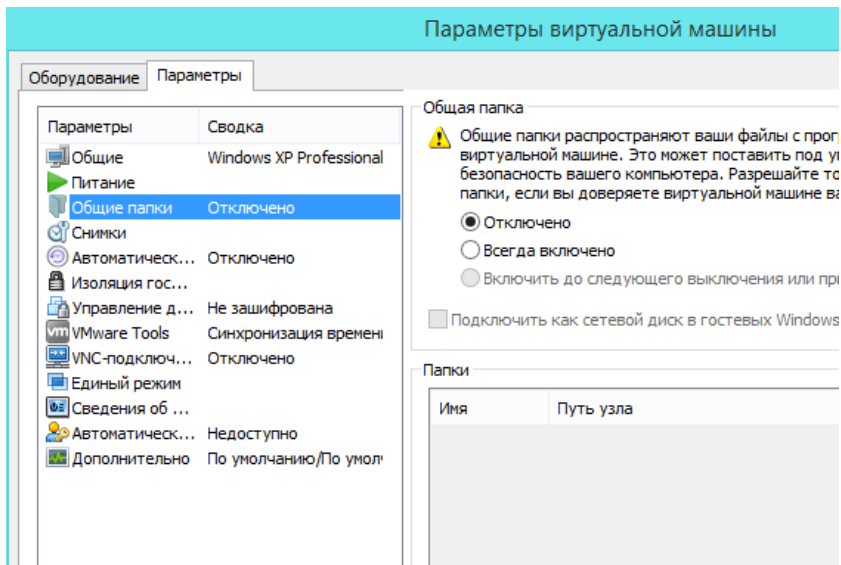 Параметры виртуальной машины
Оборудование
Параметры
Параметры Сводка
Общие Windows XP Professional
Питание
Общие папки Отключено
Снимки
Автоматическ... Отключено
Изоляция гос...
Управление д... Не зашифрована
VMware Tools Синхронизация времени
VNC-подключ... Отключено
Единый режим
Сведения об ...
Автоматическ... Недоступно
Дополнительно По умолчанию/По умолч
Общая папка
Общие папки распространяют ваши файлы с прог
виртуальной машине. Это может поставить под у
безопасность вашего компьютера. Разрешайте то
папки, если вы доверяете виртуальной машине ва
Отключено
Всегда включено
Включить до следующего выключения или при
Подключить как сетевой диск в гостевых Windows
Папки
Имя Путь узла